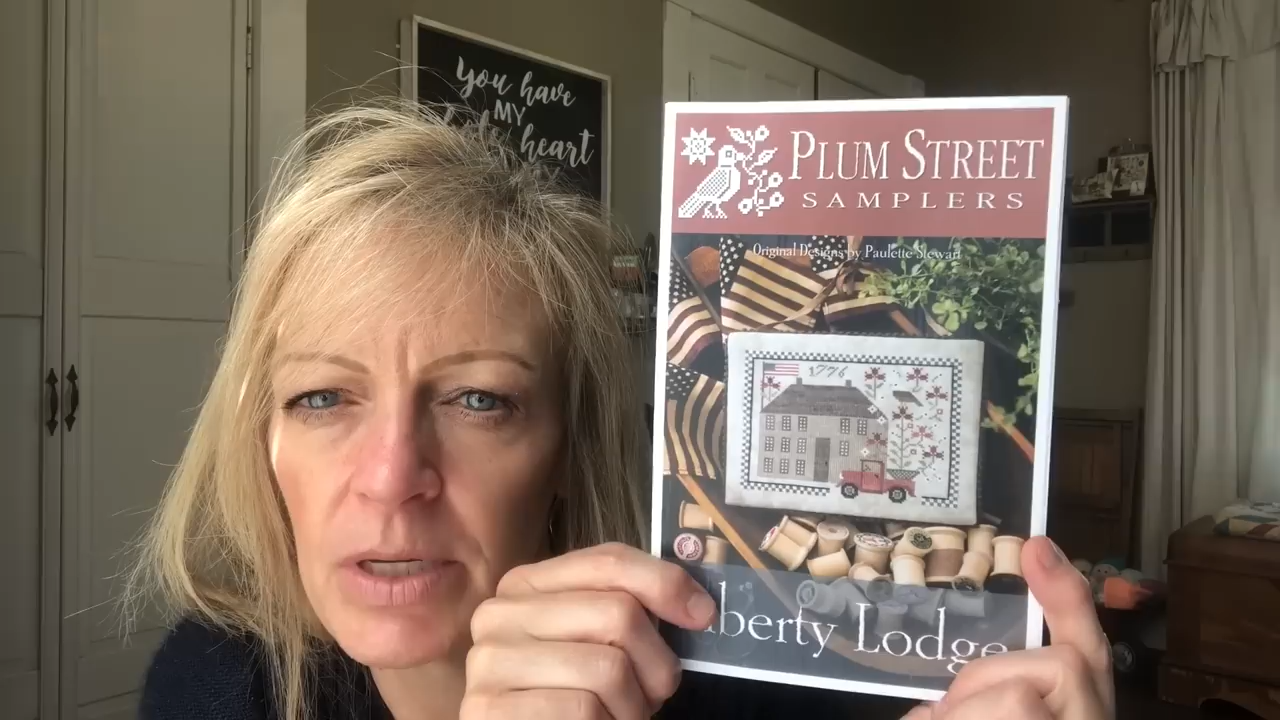 You have
MY
heart
PLUM STREET
SAMPLERS
Original Designs by Paulette Stewart
1776
berty Lodge